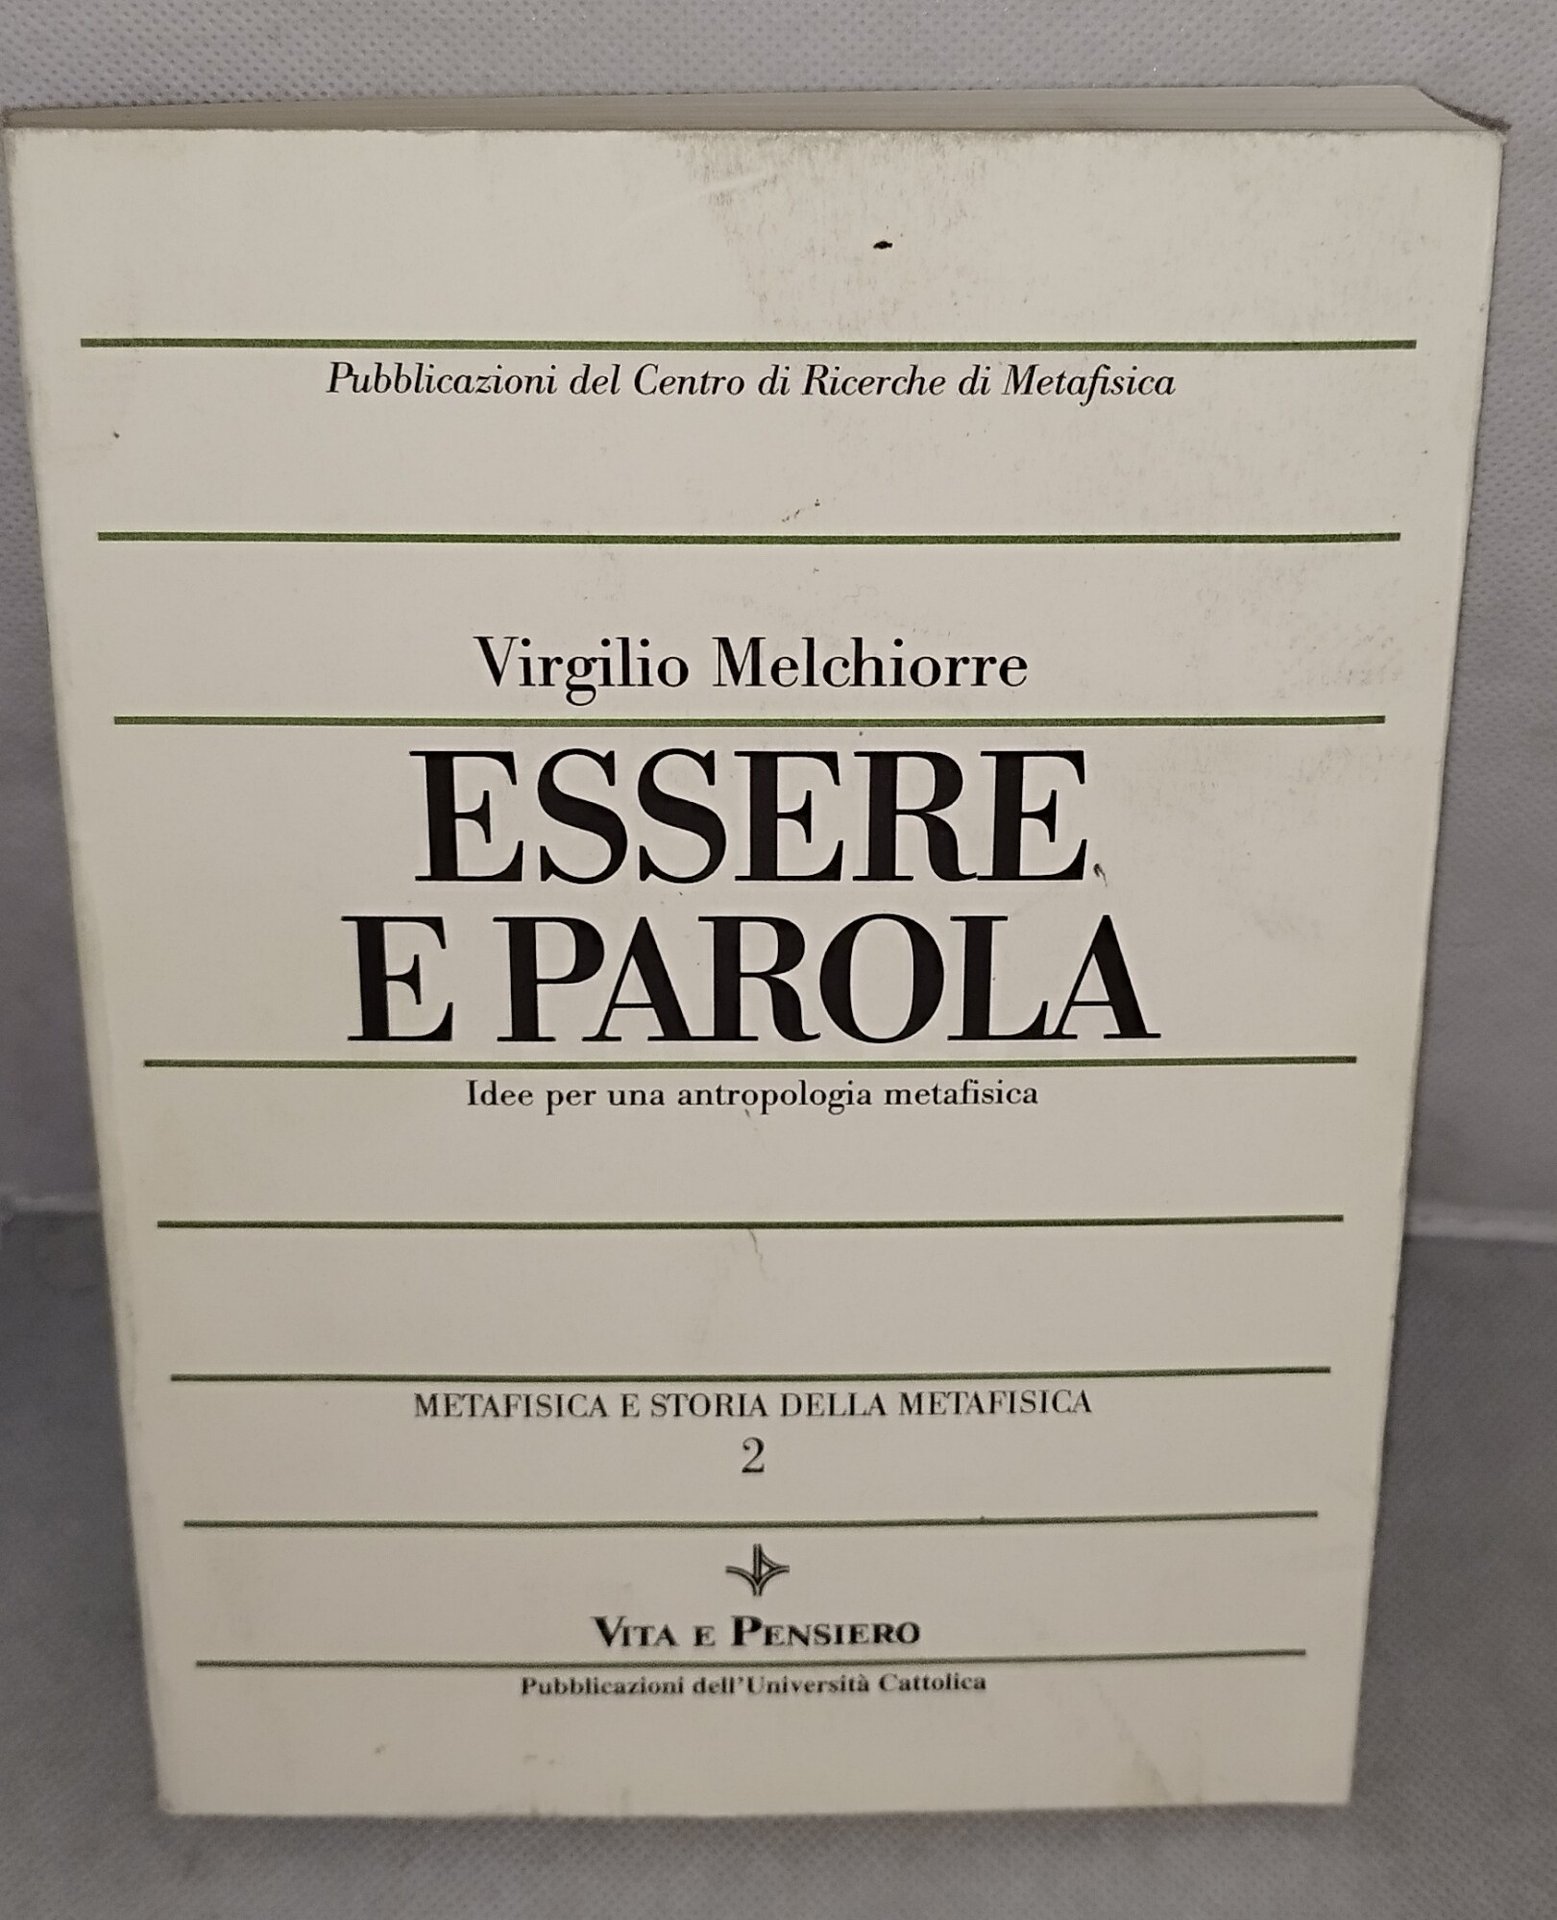 Pubblicazioni del Centro di Ricerche di Metafisica
Virgilio Melchiorre
ESSERE
E PAROLA
Idee per una antropologia metafisica
METAFISICA E STORIA DELLA METAFISICA
2
VITA E PENSIERO
Pubblicazioni dell'Università Cattolica